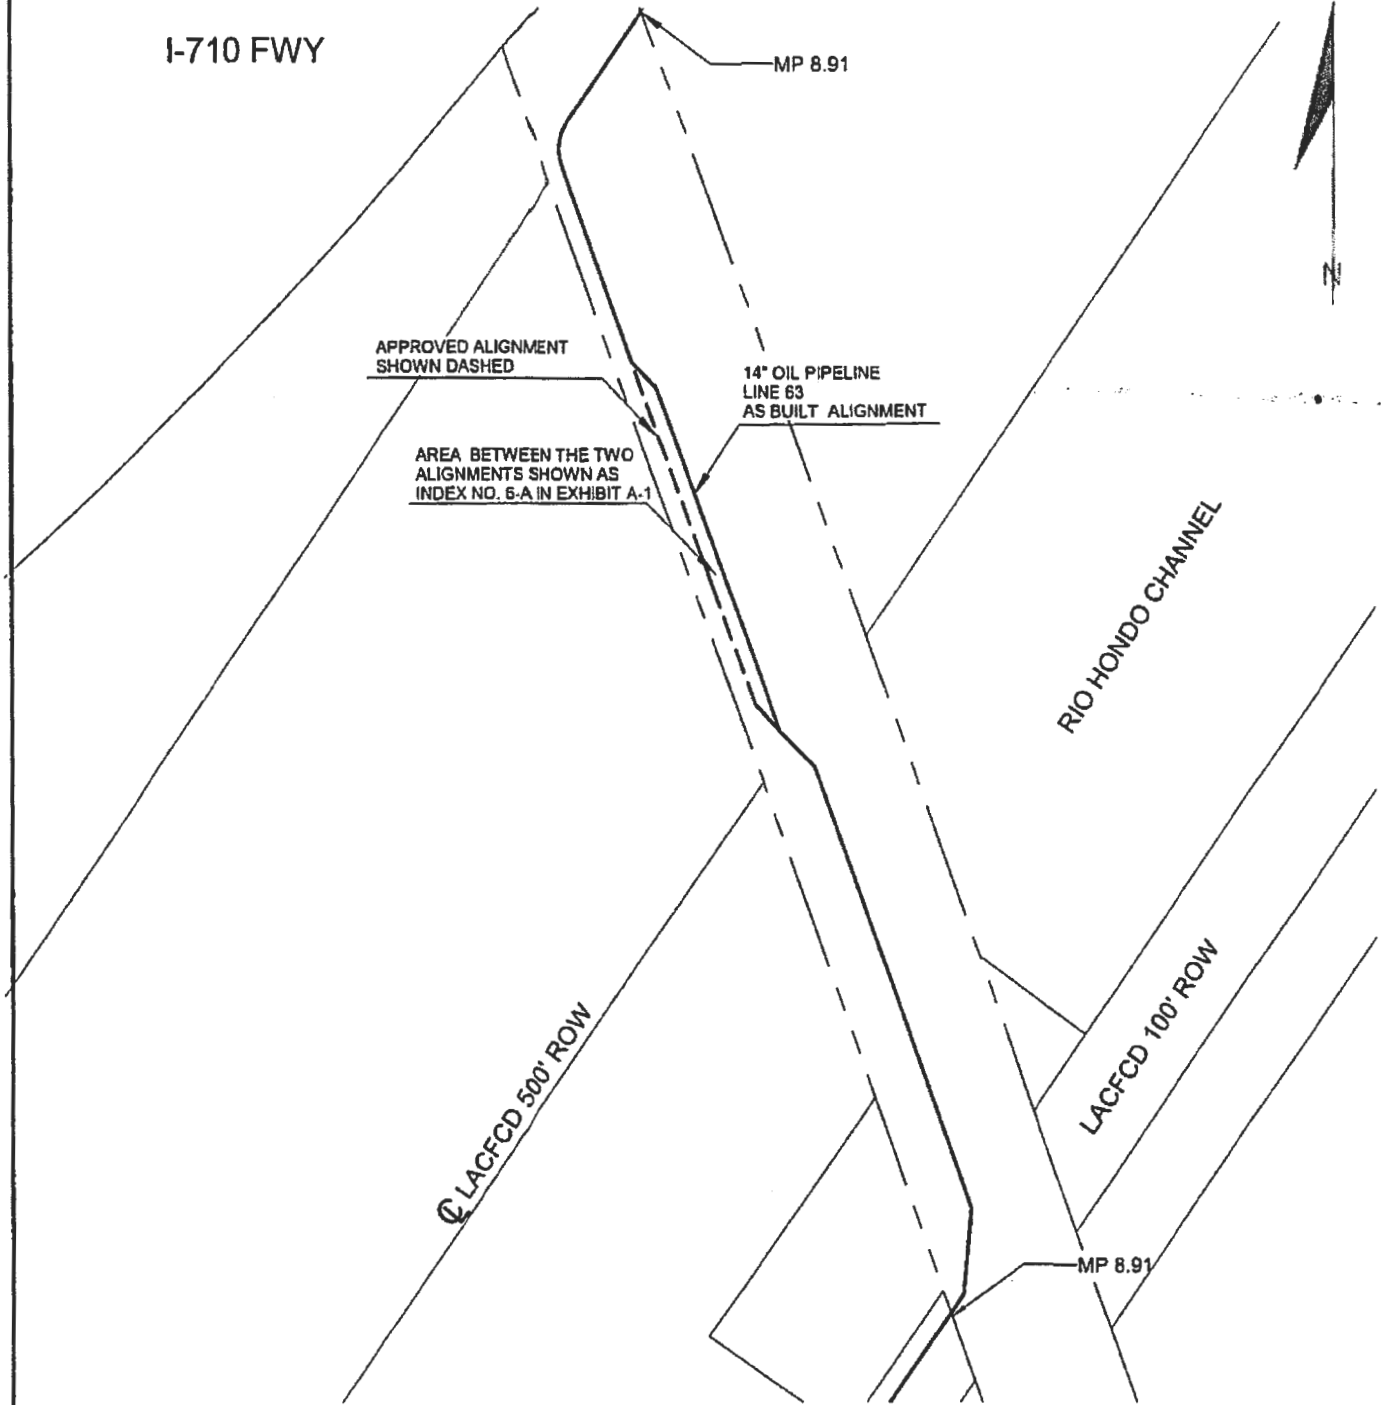 I-710 FWY
MP 8.91
N
APPROVED ALIGNMENT
SHOWN DASHED
14" OIL PIPELINE
LINE 63
AS BUILT ALIGNMENT
AREA BETWEEN THE TWO
ALIGNMENTS SHOWN AS
INDEX NO. 6-A IN EXHIBIT A-1
RIO HONDO CHANNEL
LACFCD 100' ROW
℄ LACFCD 500' ROW
MP 8.91